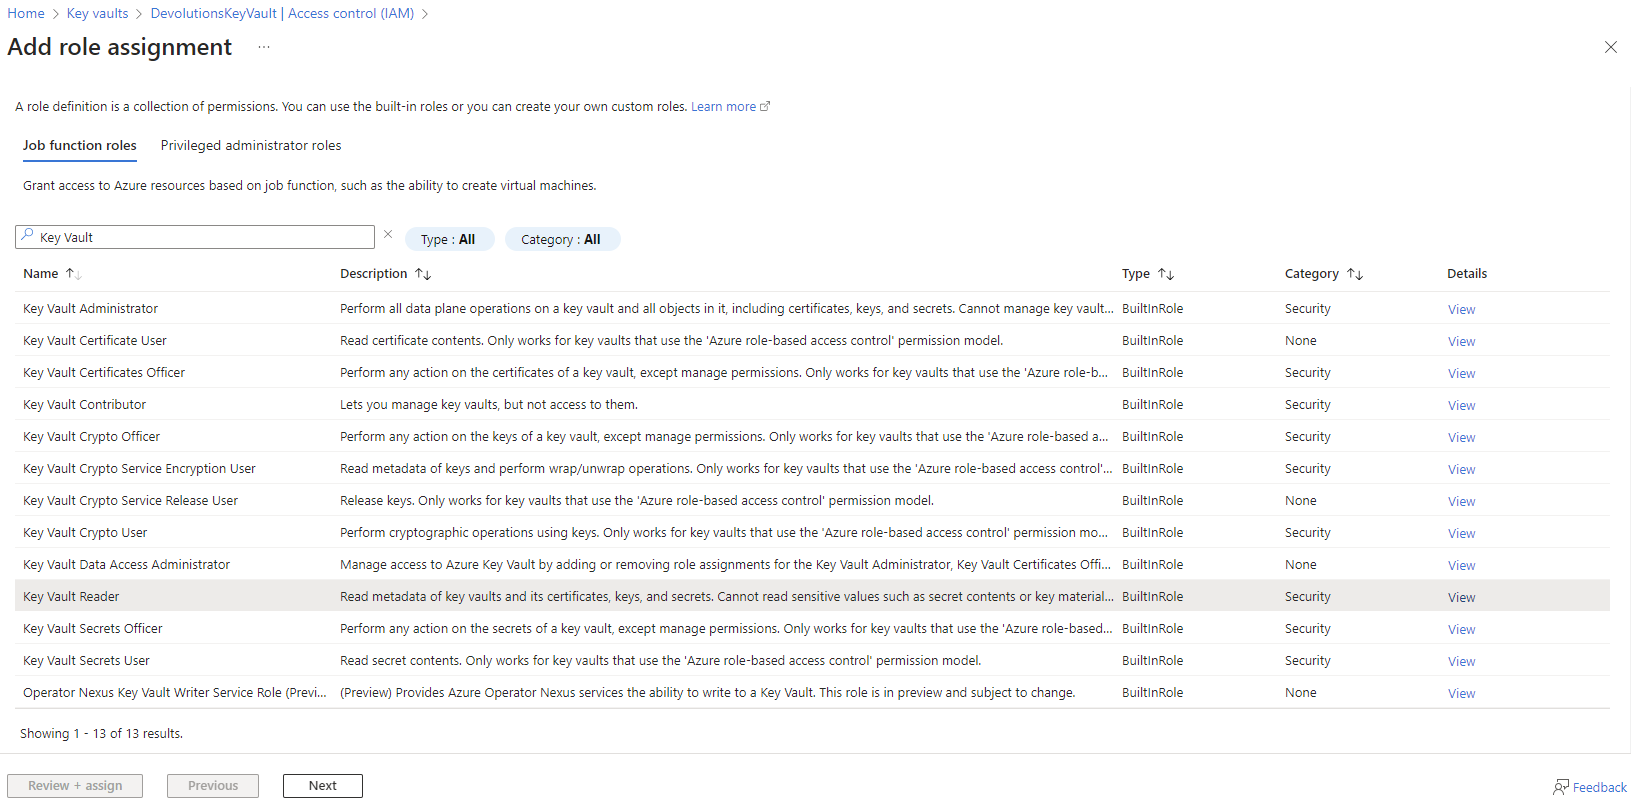 Home > Key vaults > DevolutionsKeyVault | Access control (IAM) >
Add role assignment ...
A role definition is a collection of permissions. You can use the built-in roles or you can create your own custom roles. Learn more
Job function roles Privileged administrator roles
Grant access to Azure resources based on job function, such as the ability to create virtual machines.
Key Vault Type : All Category : All
Name Description Type Category Details
Key Vault Administrator Perform all data plane operations on a key vault and all objects in it, including certificates, keys, and secrets. Cannot manage key vault... BuiltInRole Security View
Key Vault Certificate User Read certificate contents. Only works for key vaults that use the 'Azure role-based access control' permission model. BuiltInRole None View
Key Vault Certificates Officer Perform any action on the certificates of a key vault, except manage permissions. Only works for key vaults that use the 'Azure role-b... BuiltInRole Security View
Key Vault Contributor Lets you manage key vaults, but not access to them. BuiltInRole Security View
Key Vault Crypto Officer Perform any action on the keys of a key vault, except manage permissions. Only works for key vaults that use the 'Azure role-based a... BuiltInRole Security View
Key Vault Crypto Service Encryption User Read metadata of keys and perform wrap/unwrap operations. Only works for key vaults that use the 'Azure role-based access control'... BuiltInRole Security View
Key Vault Crypto Service Release User Release keys. Only works for key vaults that use the 'Azure role-based access control' permission model. BuiltInRole None View
Key Vault Crypto User Perform cryptographic operations using keys. Only works for key vaults that use the 'Azure role-based access control' permission mo... BuiltInRole Security View
Key Vault Data Access Administrator Manage access to Azure Key Vault by adding or removing role assignments for the Key Vault Administrator, Key Vault Certificates Offi... BuiltInRole None View
Key Vault Reader Read metadata of key vaults and its certificates, keys, and secrets. Cannot read sensitive values such as secret contents or key material... BuiltInRole Security View
Key Vault Secrets Officer Perform any action on the secrets of a key vault, except manage permissions. Only works for key vaults that use the 'Azure role-based... BuiltInRole Security View
Key Vault Secrets User Read secret contents. Only works for key vaults that use the 'Azure role-based access control' permission model. BuiltInRole Security View
Operator Nexus Key Vault Writer Service Role (Previ... (Preview) Provides Azure Operator Nexus services the ability to write to a Key Vault. This role is in preview and subject to change. BuiltInRole None View
Showing 1 - 13 of 13 results.
Review + assign Previous Next Feedback